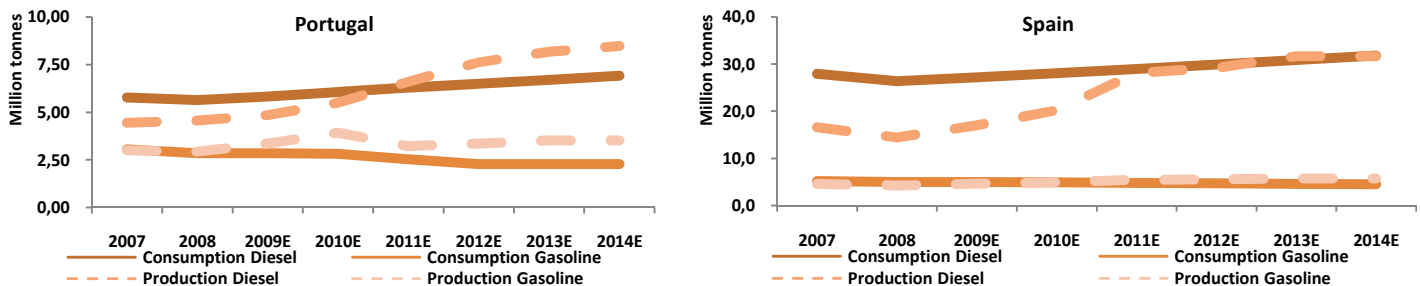 Portugal
Million tonnes
10,00
7,50
5,00
2,50
0,00
2007 2008 2009E 2010E 2011E 2012E 2013E 2014E
Consumption Diesel Consumption Gasoline
Production Diesel Production Gasoline
Spain
Million tonnes
40,0
30,0
20,0
10,0
0,0
2007 2008 2009E 2010E 2011E 2012E 2013E 2014E
Consumption Diesel Consumption Gasoline
Production Diesel Production Gasoline